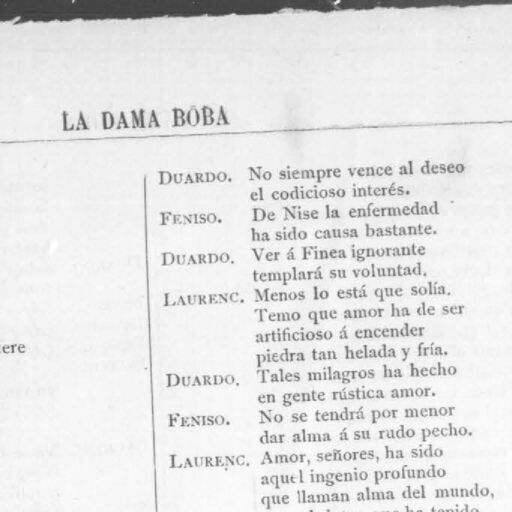 LA DAMA BOBA
DUARDO. No siempre vence al deseo
el codicioso interés.
FENISO. De Nise la enfermedad
ha sido causa bastante.
DUARDO. Ver á Finea ignorante
templará su voluntad.
LAURENC. Menos lo está que solía.
Temo que amor ha de ser
artificioso á encender
piedra tan helada y fría.
DUARDO. Tales milagros ha hecho
en gente rústica amor.
FENISO. No se tendrá por menor
dar alma á su rudo pecho.
LAURENC. Amor, señores, ha sido
aquel ingenio profundo
que llaman alma del mundo,
ha tenido
ere